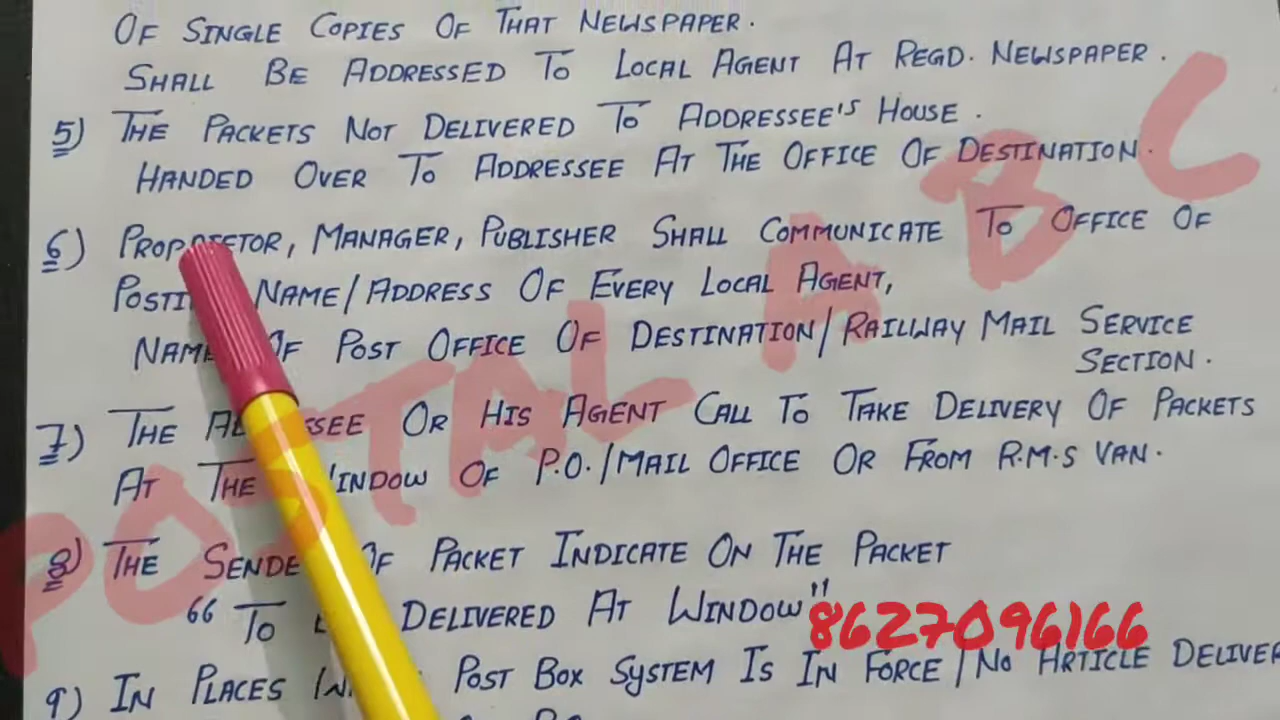 OF SINGLE COPIES OF THAT NEWSPAPER.
SHALL BE ADDRESSED TO LOCAL AGENT AT REGD. NEWSPAPER.
5) THE PACKETS NOT DELIVERED TO ADDRESSEE'S HOUSE.
HANDED OVER TO ADDRESSEE AT THE OFFICE OF DESTINATION.
6) PROPRIETOR, MANAGER, PUBLISHER SHALL COMMUNICATE TO OFFICE OF
NAME/ADDRESS OF EVERY LOCAL AGENT,
NAME OF POST OFFICE OF DESTINATION/RAILWAY MAIL SERVICE
SECTION.
7) THE OR HIS AGENT CALL TO TAKE DELIVERY OF PACKETS
AT THE WINDOW OF P.O./MAIL OFFICE OR FROM R.M.S VAN.
8) THE SENDER OF PACKET INDICATE ON THE PACKET
"TO DELIVERED AT WINDOW"
8627096166
9) IN PLACES POST BOX SYSTEM IS IN FORCE/NO ARTICLE
POSTAL ABC